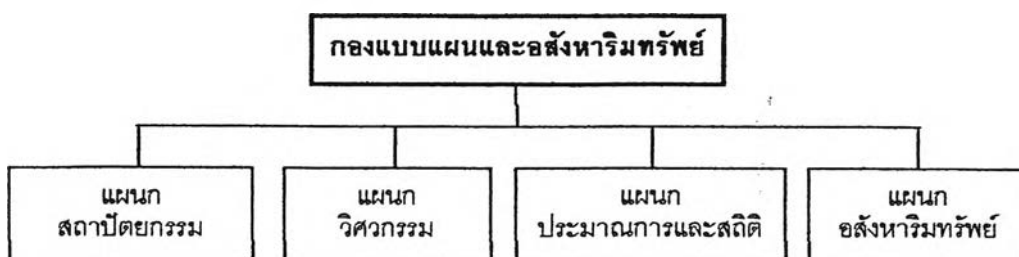 กองแบบแผนและอสังหาริมทรัพย์
แผนก
สถาปัตยกรรม
แผนก
วิศวกรรม
แผนก
ประมาณการและสถิติ
แผนก
อสังหาริมทรัพย์